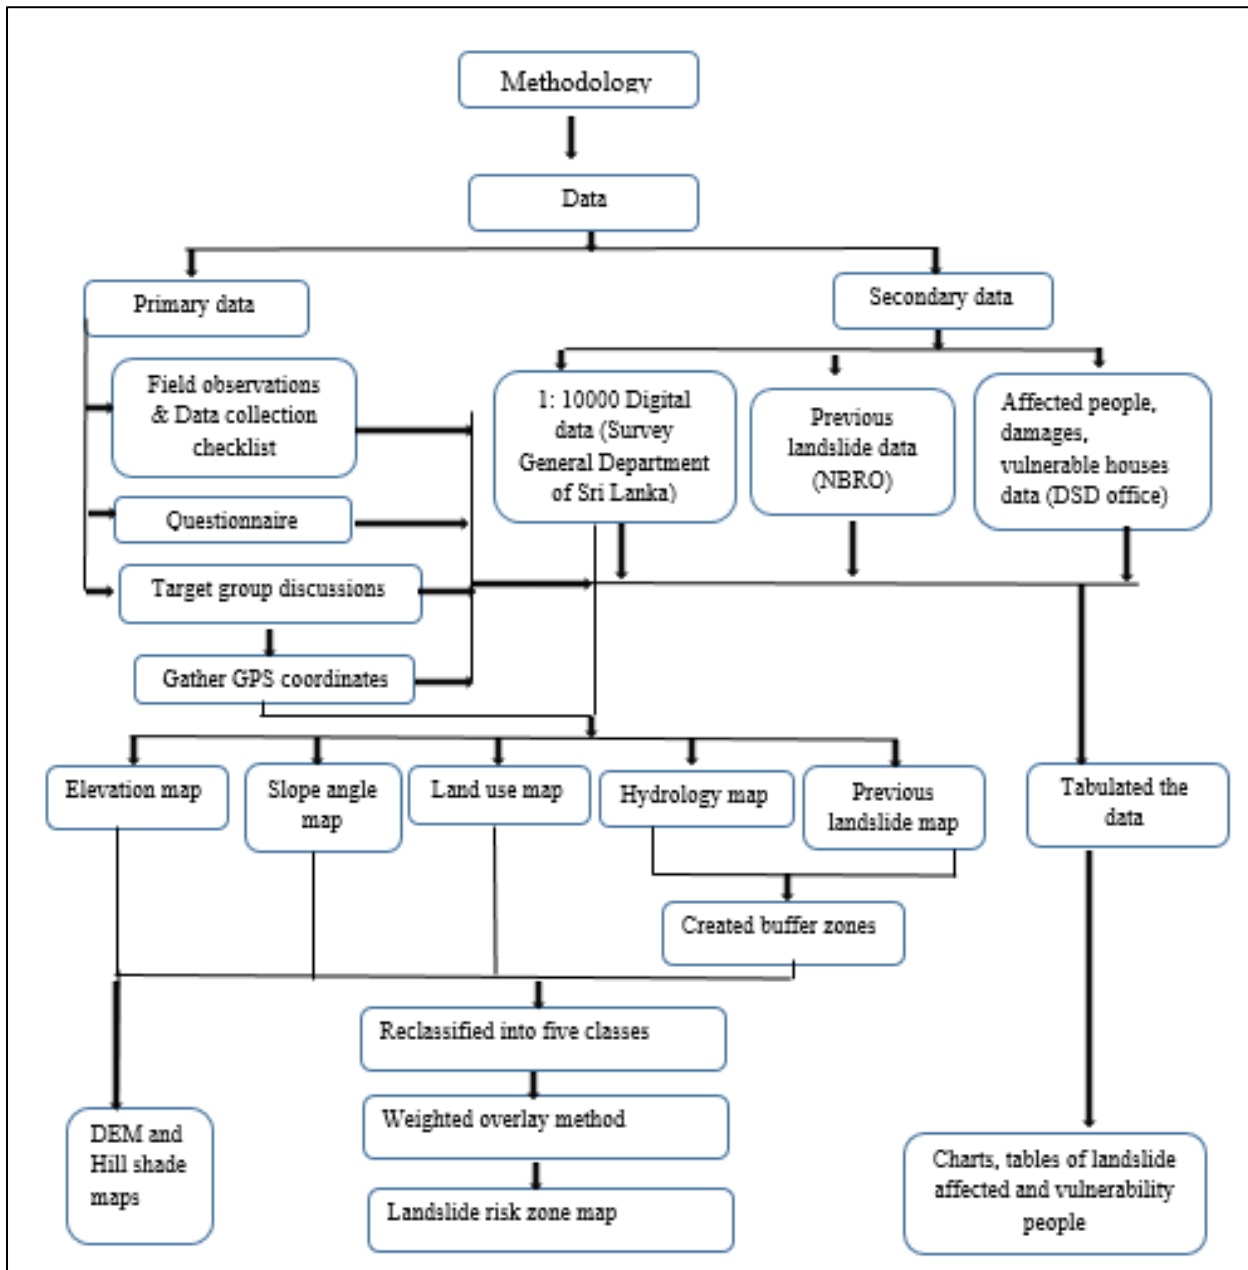 Methodology
Data
Primary data
Secondary data
Field observations
& Data collection
checklist
1: 10000 Digital
data (Survey
General Department
of Sri Lanka)
Previous
landslide data
(NBRO)
Affected people,
damages,
vulnerable houses
data (DSD office)
Questionnaire
Target group discussions
Gather GPS coordinates
Elevation map
Slope angle
map
Land use map
Hydrology map
Previous
landslide map
Tabulated the
data
Created buffer zones
Reclassified into five classes
Weighted overlay method
Landslide risk zone map
DEM and
Hill shade
maps
Charts, tables of landslide
affected and vulnerability
people